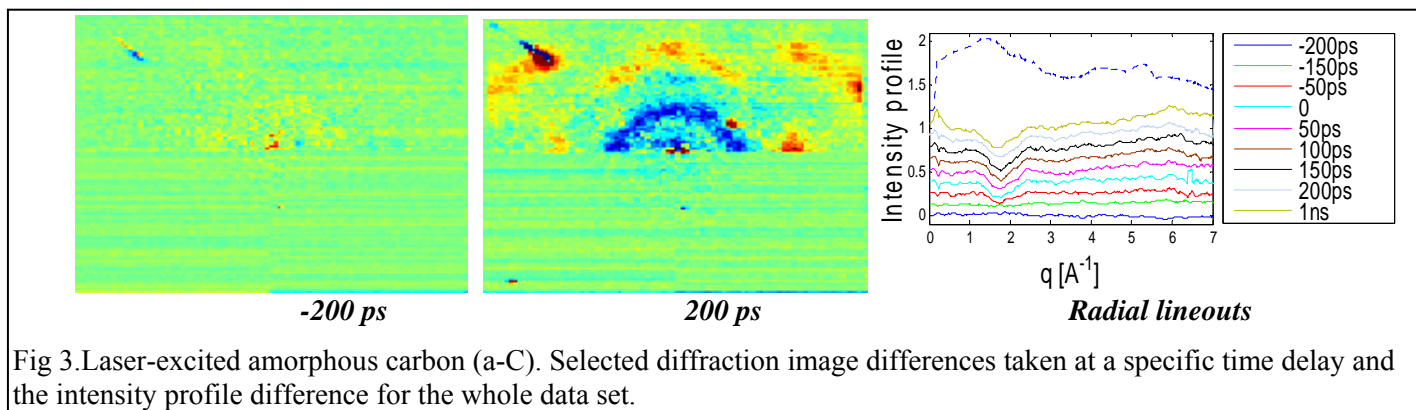 -200 ps
200 ps
Radial lineouts
Intensity profile
2
1.5
1
0.5
0
0 1 2 3 4 5 6 7
q [A-1]
-200ps
-150ps
-50ps
0
50ps
100ps
150ps
200ps
1ns
Fig 3.Laser-excited amorphous carbon (a-C). Selected diffraction image differences taken at a specific time delay and
the intensity profile difference for the whole data set.